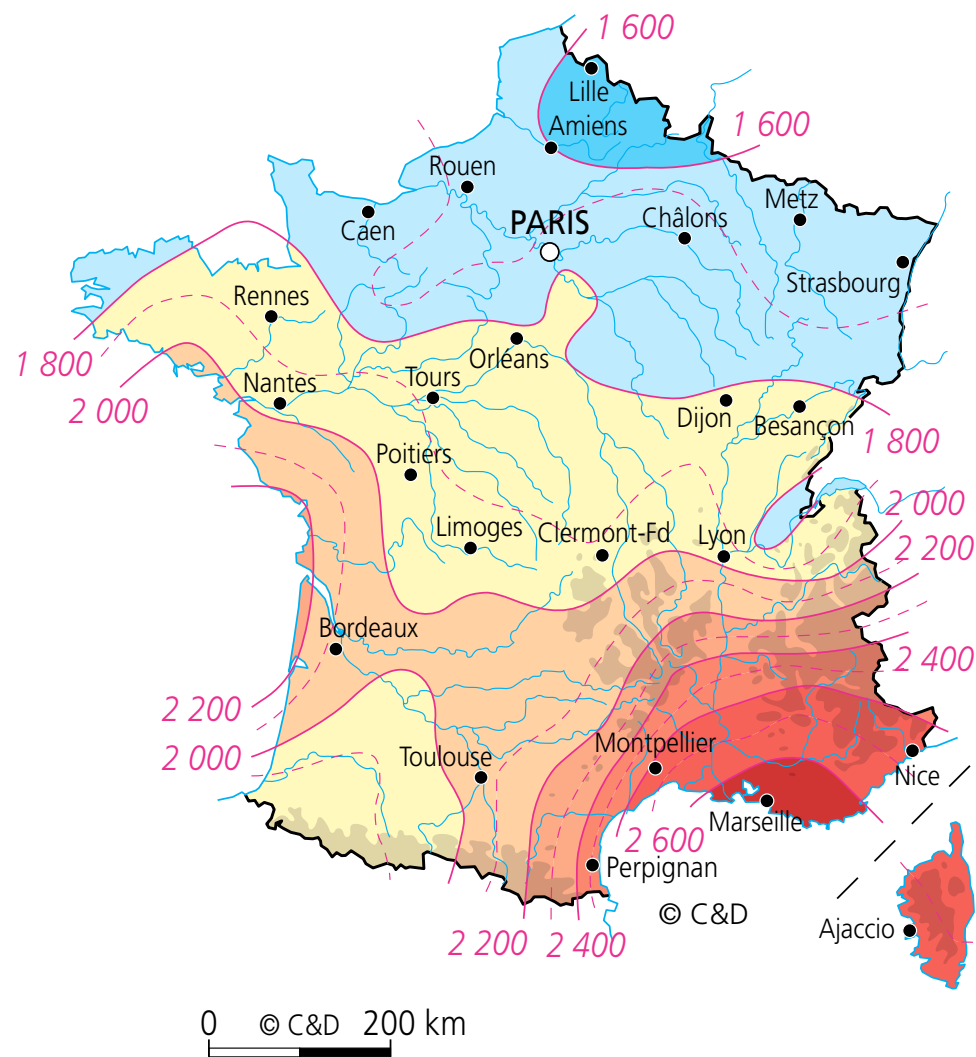 1 600
Lille
Amiens
1 600
Rouen
Metz
Caen
PARIS
Châlons
Strasbourg
Rennes
Orléans
1 800
Tours
Nantes
2 000
Dijon
Besançon
1 800
Poitiers
2 000
Limoges
Clermont-Fd
Lyon
2 200
Bordeaux
2 400
2 200
2 000
Toulouse
Montpellier
Nice
Marseille
2 600
Perpignan
© C&D
Ajaccio
2 200
2 400
0
© C&D
200 km